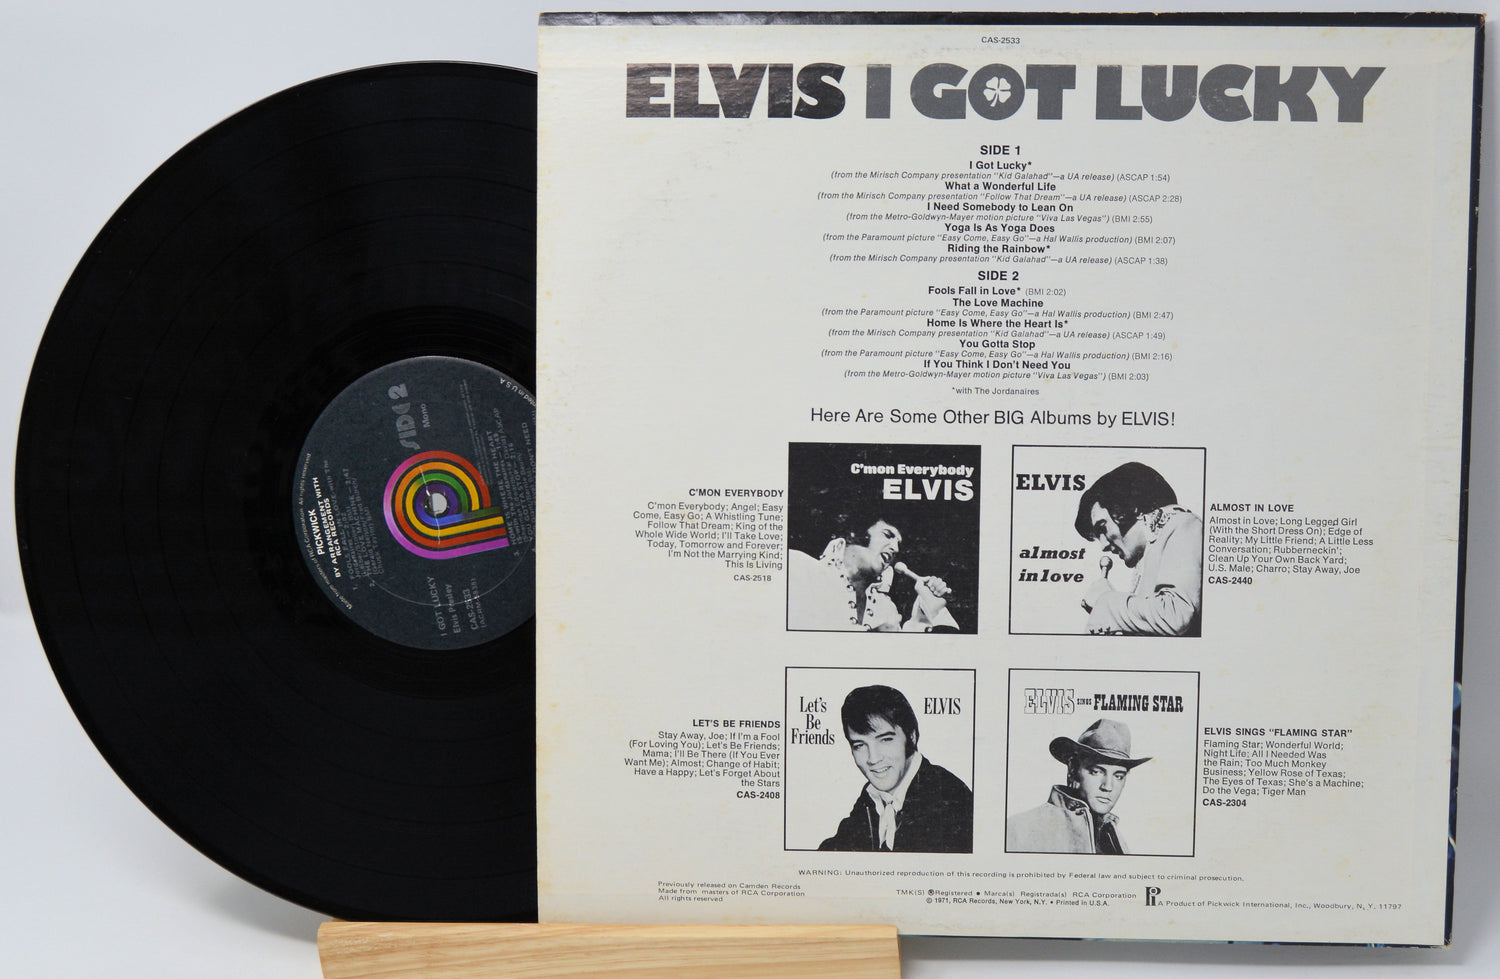 CAS-2533
ELVIS I GOT LUCKY
SIDE 1
I Got Lucky*
(from the Mirisch Company presentation "Kid Galahad"—a UA release) (ASCAP 1:54)
What a Wonderful Life
(from the Mirisch Company presentation "Follow That Dream"—a UA release) (ASCAP 2:28)
I Need Somebody to Lean On
(from the Metro-Goldwyn-Mayer motion picture "Viva Las Vegas") (BMI 2:55)
Yoga Is As Yoga Does
(from the Paramount picture "Easy Come, Easy Go"—a Hal Wallis production) (BMI 2:07)
Riding the Rainbow*
(from the Mirisch Company presentation "Kid Galahad"—a UA release) (ASCAP 1:38)
SIDE 2
Fools Fall in Love* (BMI 2:02)
The Love Machine
(from the Paramount picture "Easy Come, Easy Go"—a Hal Wallis production) (BMI 2:47)
Home Is Where the Heart Is*
(from the Mirisch Company presentation "Kid Galahad"—a UA release) (ASCAP 1:49)
You Gotta Stop
(from the Paramount picture "Easy Come, Easy Go"—a Hal Wallis production) (BMI 2:16)
If You Think I Don't Need You
(from the Metro-Goldwyn-Mayer motion picture "Viva Las Vegas") (BMI 2:03)
*with The Jordanaires
Here Are Some Other BIG Albums by ELVIS!
C'MON EVERYBODY
C'mon Everybody; Angel; Easy
Come, Easy Go; A Whistling Tune;
Follow That Dream; King of the
Whole Wide World; I'll Take Love;
Today, Tomorrow and Forever;
I'm Not the Marrying Kind;
This Is Living
CAS-2518
C'mon Everybody
ELVIS
ELVIS
almost
in love
ALMOST IN LOVE
Almost in Love; Long Legged Girl
(With the Short Dress On); Edge of
Reality; My Little Friend; A Little Less
Conversation; Rubberneckin';
Clean Up Your Own Back Yard;
U.S. Male; Charro; Stay Away, Joe
CAS-2440
LET'S BE FRIENDS
Stay Away, Joe; If I'm a Fool
(For Loving You); Let's Be Friends;
Mama; I'll Be There (If You Ever
Want Me); Almost; Change of Habit;
Have a Happy; Let's Forget About
the Stars
CAS-2408
Let's
Be
Friends
ELVIS
ELVIS SINGS FLAMING STAR
ELVIS SINGS "FLAMING STAR"
Flaming Star; Wonderful World;
Night Life; All I Needed Was
the Rain; Too Much Monkey
Business; Yellow Rose of Texas;
The Eyes of Texas; She's a Machine;
Do the Vega; Tiger Man
CAS-2304
WARNING: Unauthorized reproduction of this recording is prohibited by Federal law and subject to criminal prosecution.
Previously released on Camden Records
Made from masters of RCA Corporation
All rights reserved
TMK(S) ®Registered • Marca(s) Registrada(s) RCA Corporation
© 1971, RCA Records, New York, N.Y. • Printed in U.S.A.
A Product of Pickwick International, Inc., Woodbury, N.Y. 11797
SIDE 2
Mono
PICKWICK
BY ARRANGEMENT WITH
RCA RECORDS
I GOT LUCKY
Elvis Presley
CAS-2533